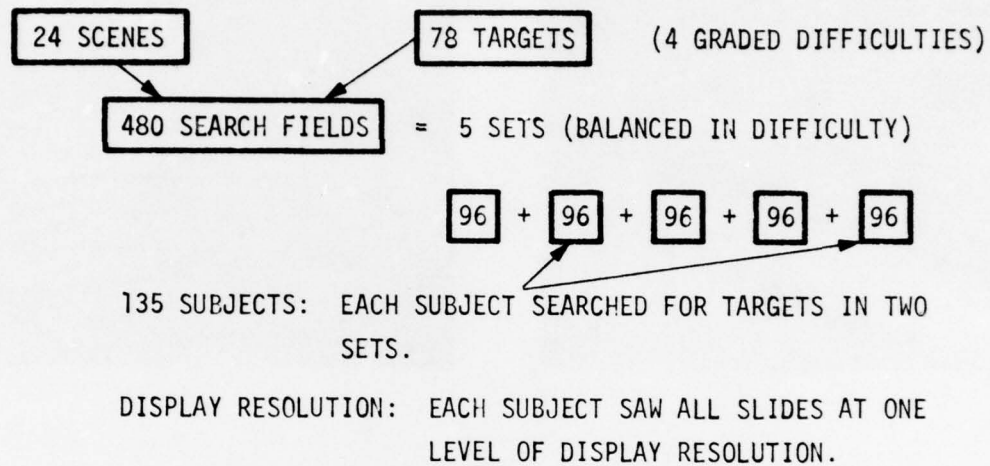 24 SCENES 78 TARGETS (4 GRADED DIFFICULTIES)
480 SEARCH FIELDS = 5 SETS (BALANCED IN DIFFICULTY)
96 + 96 + 96 + 96 + 96
135 SUBJECTS: EACH SUBJECT SEARCHED FOR TARGETS IN TWO
SETS.
DISPLAY RESOLUTION: EACH SUBJECT SAW ALL SLIDES AT ONE
LEVEL OF DISPLAY RESOLUTION.